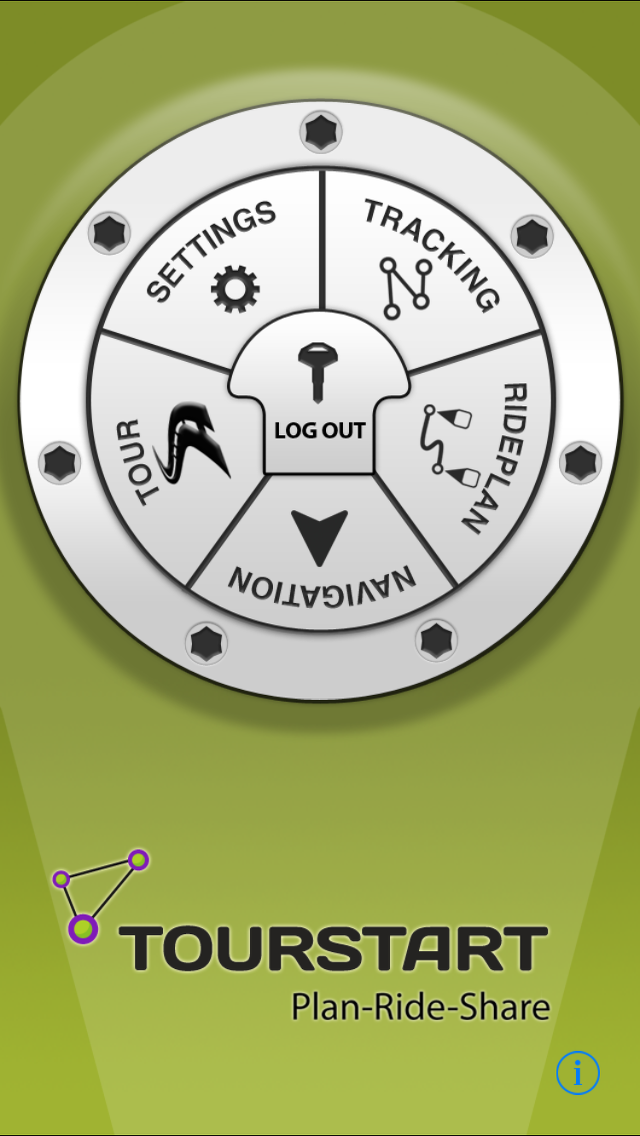 SETTINGS
TRACKING
TOUR
RIDEPLAN
LOG OUT
NAVIGATION
TOURSTART
Plan-Ride-Share
i